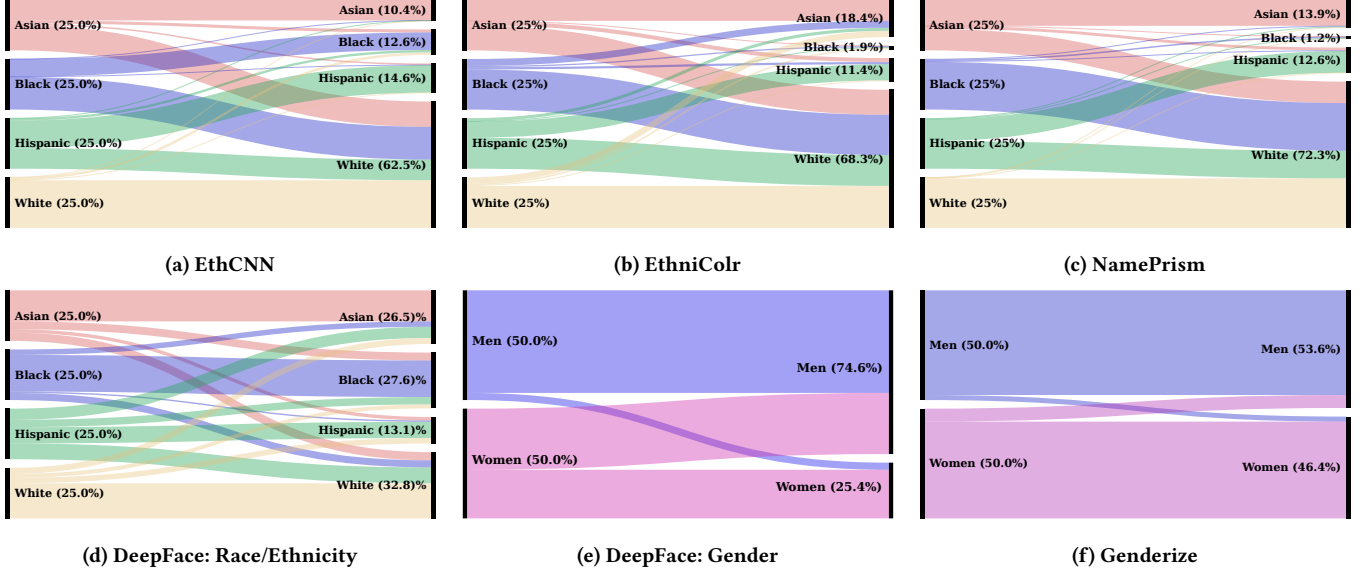 Asian (25.0%)
Black (25.0%)
Hispanic (25.0%)
White (25.0%)
Asian (10.4%)
Black (12.6%)
Hispanic (14.6%)
White (62.5%)
(a) EthCNN
Asian (25%)
Black (25%)
Hispanic (25%)
White (25%)
Asian (18.4%)
Black (1.9%)
Hispanic (11.4%)
White (68.3%)
(b) EthniColr
Asian (25%)
Black (25%)
Hispanic (25%)
White (25%)
Asian (13.9%)
Black (1.2%)
Hispanic (12.6%)
White (72.3%)
(c) NamePrism
Asian (25.0%)
Black (25.0%)
Hispanic (25.0%)
White (25.0%)
Asian (26.5)%
Black (27.6)%
Hispanic (13.1)%
White (32.8)%
(d) DeepFace: Race/Ethnicity
Men (50.0%)
Women (50.0%)
Men (74.6%)
Women (25.4%)
(e) DeepFace: Gender
Men (50.0%)
Women (50.0%)
Men (53.6%)
Women (46.4%)
(f) Genderize